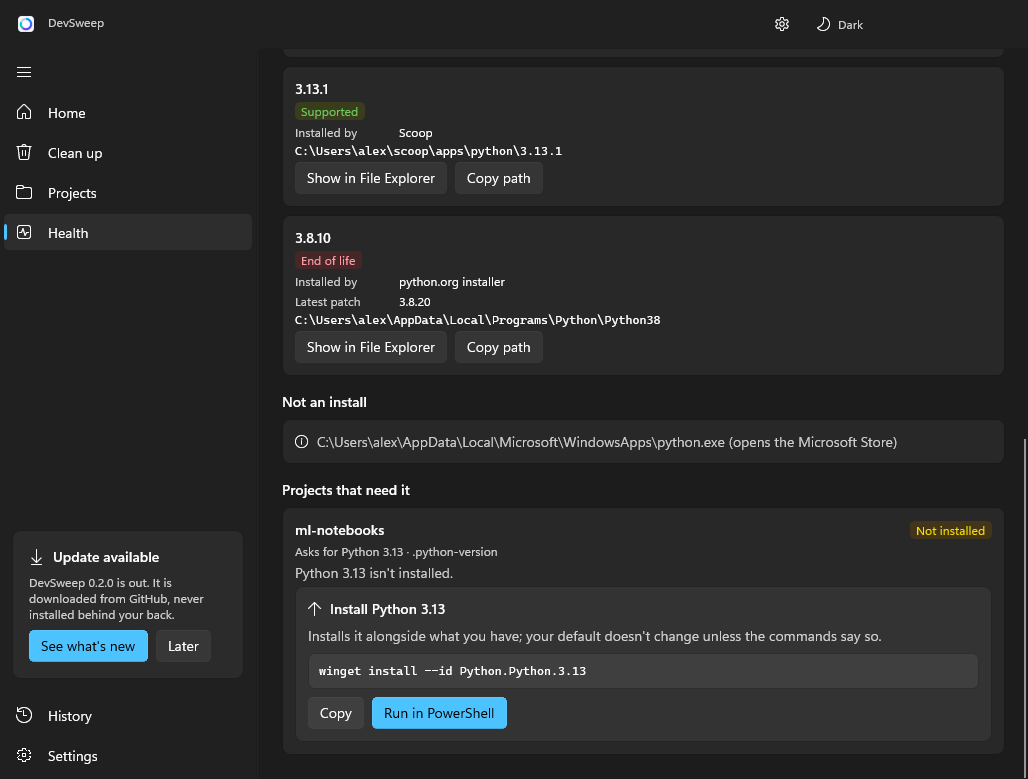 DevSweep
Dark
Home
Clean up
Projects
Health
Update available
DevSweep 0.2.0 is out. It is
downloaded from GitHub, never
installed behind your back.
See what's new
Later
History
Settings
3.13.1
Supported
Installed by Scoop
C:\Users\alex\scoop\apps\python\3.13.1
Show in File Explorer
Copy path
3.8.10
End of life
Installed by python.org installer
Latest patch 3.8.20
C:\Users\alex\AppData\Local\Programs\Python\Python38
Show in File Explorer
Copy path
Not an install
C:\Users\alex\AppData\Local\Microsoft\WindowsApps\python.exe (opens the Microsoft Store)
Projects that need it
ml-notebooks
Not installed
Asks for Python 3.13 · .python-version
Python 3.13 isn't installed.
Install Python 3.13
Installs it alongside what you have; your default doesn't change unless the commands say so.
winget install --id Python.Python.3.13
Copy
Run in PowerShell